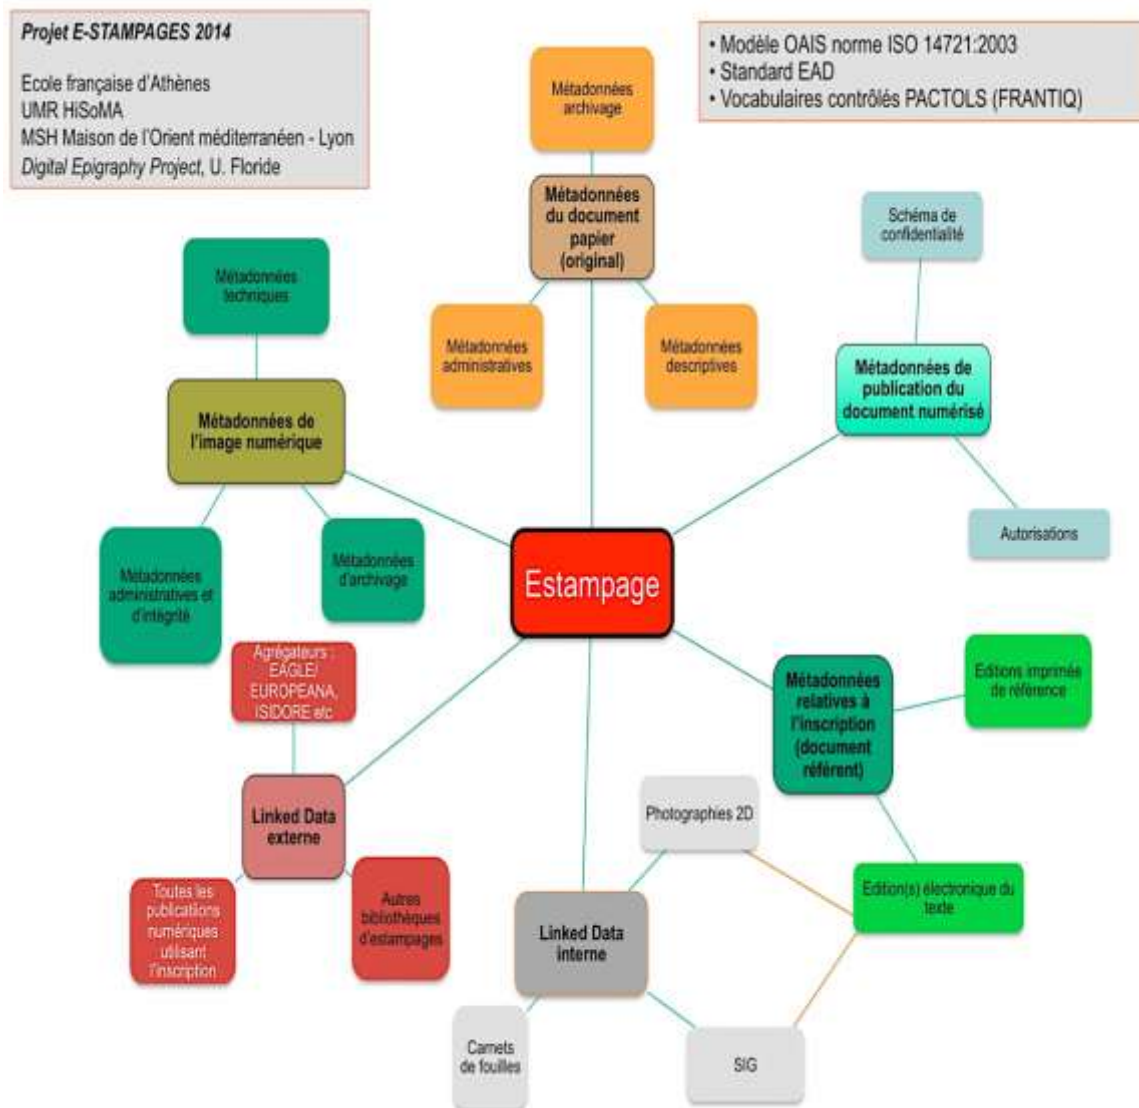 Projet E-STAMPAGES 2014
Ecole française d'Athènes
UMR HiSoMA
MSH Maison de l'Orient méditerranéen - Lyon
Digital Epigraphy Project, U. Floride
• Modèle OAIS norme ISO 14721:2003
• Standard EAD
• Vocabulaires contrôlés PACTOLS (FRANTIQ)
Métadonnées
archivage
Métadonnées
du document
papier
(original)
Métadonnées
administratives
Métadonnées
descriptives
Schéma de
confidentialité
Métadonnées de
publication du
document numérisé
Autorisations
Métadonnées
techniques
Métadonnées de
l'image numérique
Métadonnées
administratives et
d'intégrité
Métadonnées
d'archivage
Estampage
Agrégateurs :
EAGLE/
EUROPEANA,
ISIDORE etc
Linked Data
externe
Toutes les
publications
numériques
utilisant
l'inscription
Autres
bibliothèques
d'estampages
Métadonnées
relatives à
l'inscription
(document
référent)
Editions imprimée
de référence
Edition(s) électronique du
texte
Photographies 2D
Linked Data
interne
Carnets
de fouilles
SIG